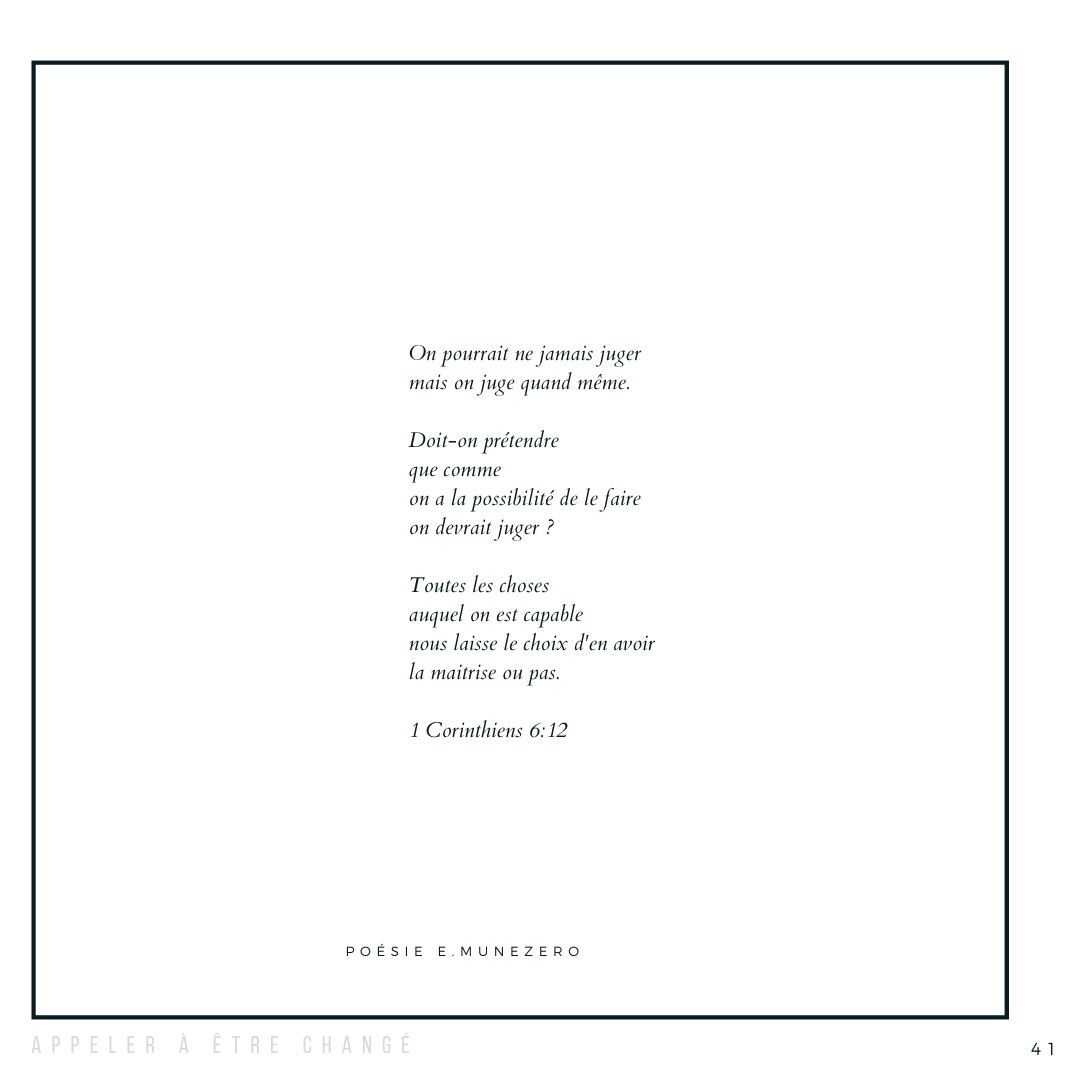 On pourrait ne jamais juger
mais on juge quand même.
Doit-on prétendre
que comme
on a la possibilité de le faire
on devrait juger ?
Toutes les choses
auquel on est capable
nous laisse le choix d'en avoir
la maitrise ou pas.
1 Corinthiens 6:12
POÉSIE E.MUNEZERO
APPELER À ÊTRE CHANGÉ
41